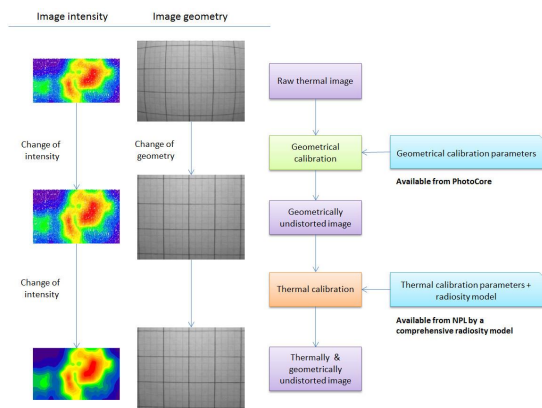 Image intensity
Image geometry
Raw thermal image
Change of
intensity
Change of
geometry
Geometrical
calibration
Geometrical calibration parameters
Available from PhotoCore
Geometrically
undistorted image
Change of
intensity
Thermal calibration
Thermal calibration parameters +
radiosity model
Available from NPL by a
comprehensive radiosity model
Thermally &
geometrically
undistorted image